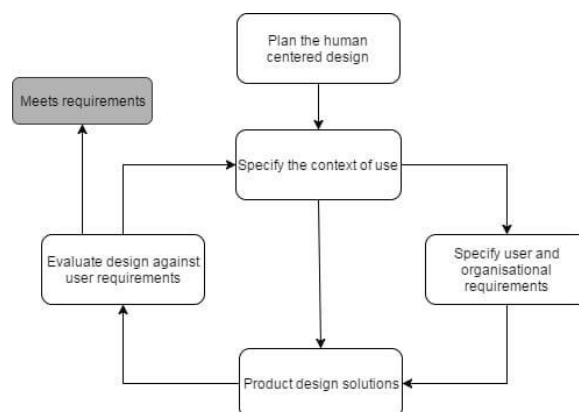 Plan the human
centered design
Meets requirements
Specify the context of use
Evaluate design against
user requirements
Specify user and
organisational
requirements
Product design solutions